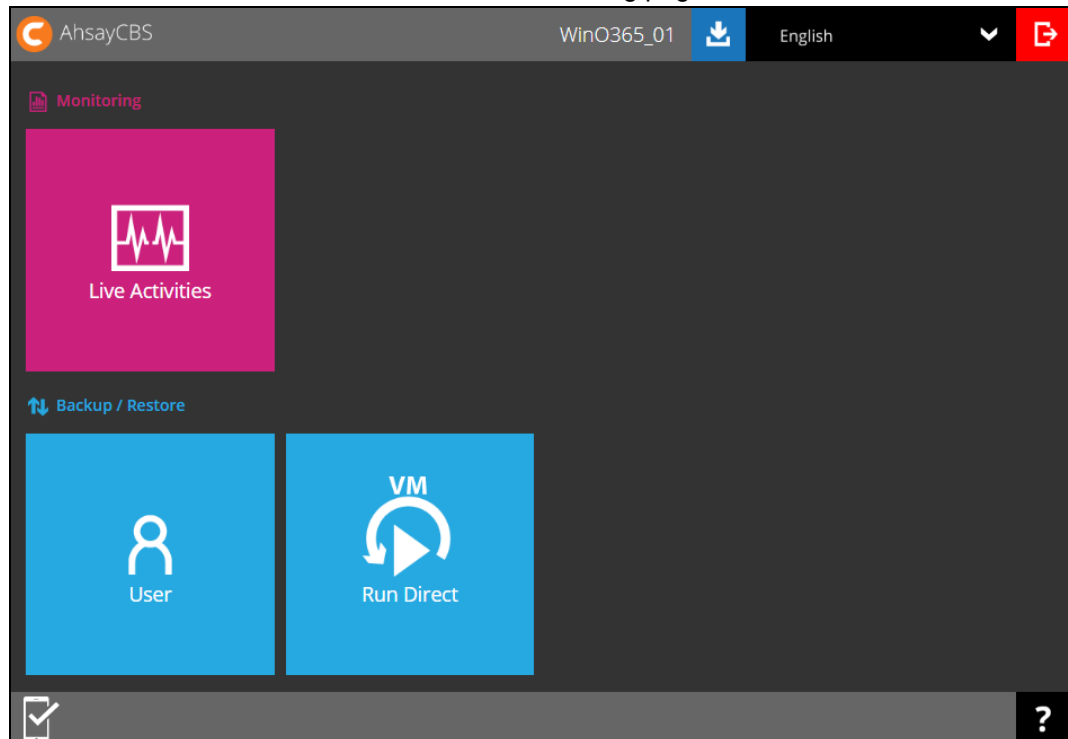 AhsayCBS WinO365_01 English
Monitoring
Live Activities
Backup / Restore
User
VM
Run Direct
?